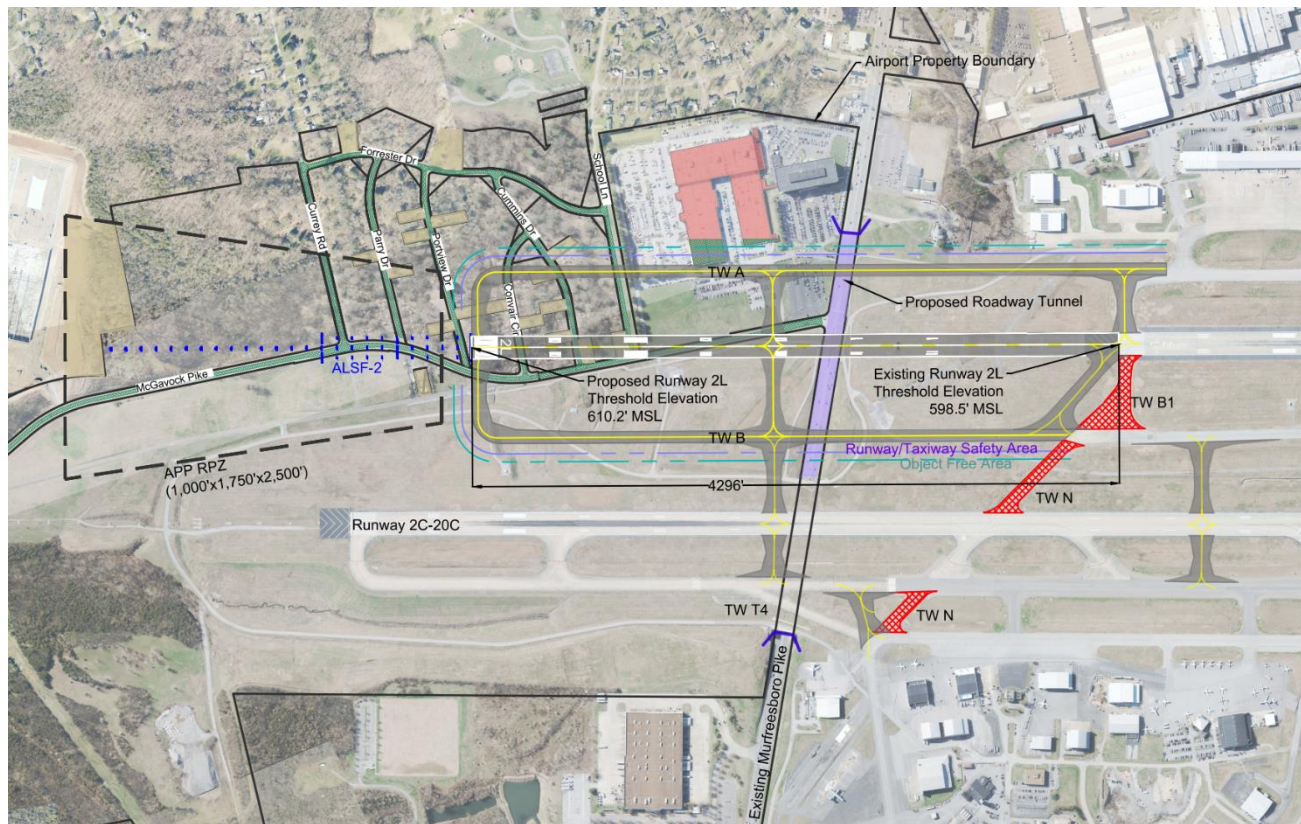 Airport Property Boundary
Forrester Dr
School Ln
Currey Rd
Parry Dr
Portview Dr
Cummins Dr
Convair Cir
TW A
Proposed Roadway Tunnel
2L
ALSF-2
McGavock Pike
Proposed Runway 2L
Threshold Elevation
610.2' MSL
Existing Runway 2L
Threshold Elevation
598.5' MSL
TW B1
TW B
Runway/Taxiway Safety Area
Object Free Area
APP RPZ
(1,000'x1,750'x2,500')
4296'
TW N
Runway 2C-20C
TW T4
TW N
Existing Murfreesboro Pike